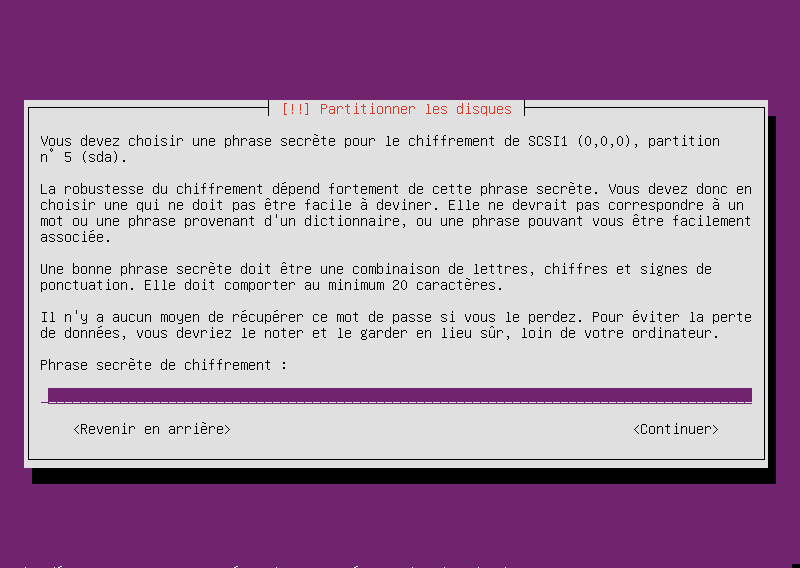 [!!] Partitionner les disques
Vous devez choisir une phrase secrète pour le chiffrement de SCSI1 (0,0,0), partition
n° 5 (sda).
La robustesse du chiffrement dépend fortement de cette phrase secrète. Vous devez donc en
choisir une qui ne doit pas être facile à deviner. Elle ne devrait pas correspondre à un
mot ou une phrase provenant d'un dictionnaire, ou une phrase pouvant vous être facilement
associée.
Une bonne phrase secrète doit être une combinaison de lettres, chiffres et signes de
ponctuation. Elle doit comporter au minimum 20 caractères.
Il n'y a aucun moyen de récupérer ce mot de passe si vous le perdez. Pour éviter la perte
de données, vous devriez le noter et le garder en lieu sûr, loin de votre ordinateur.
Phrase secrète de chiffrement :
<Revenir en arrière> <Continuer>